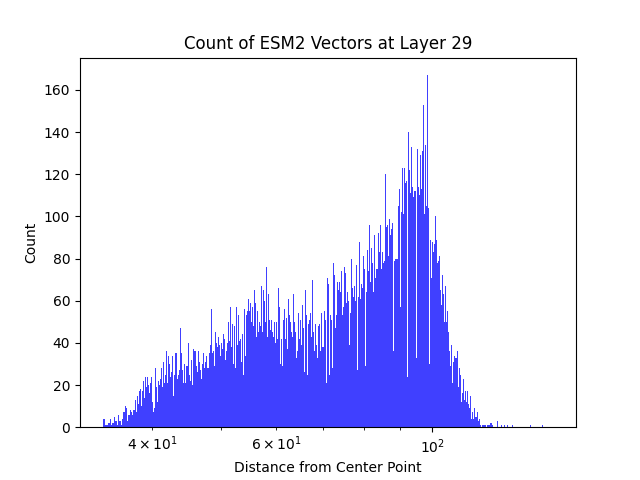 Count of ESM2 Vectors at Layer 29
160
140
120
100
80
60
40
20
0
Count
4 × 10¹ 6 × 10¹ 10²
Distance from Center Point